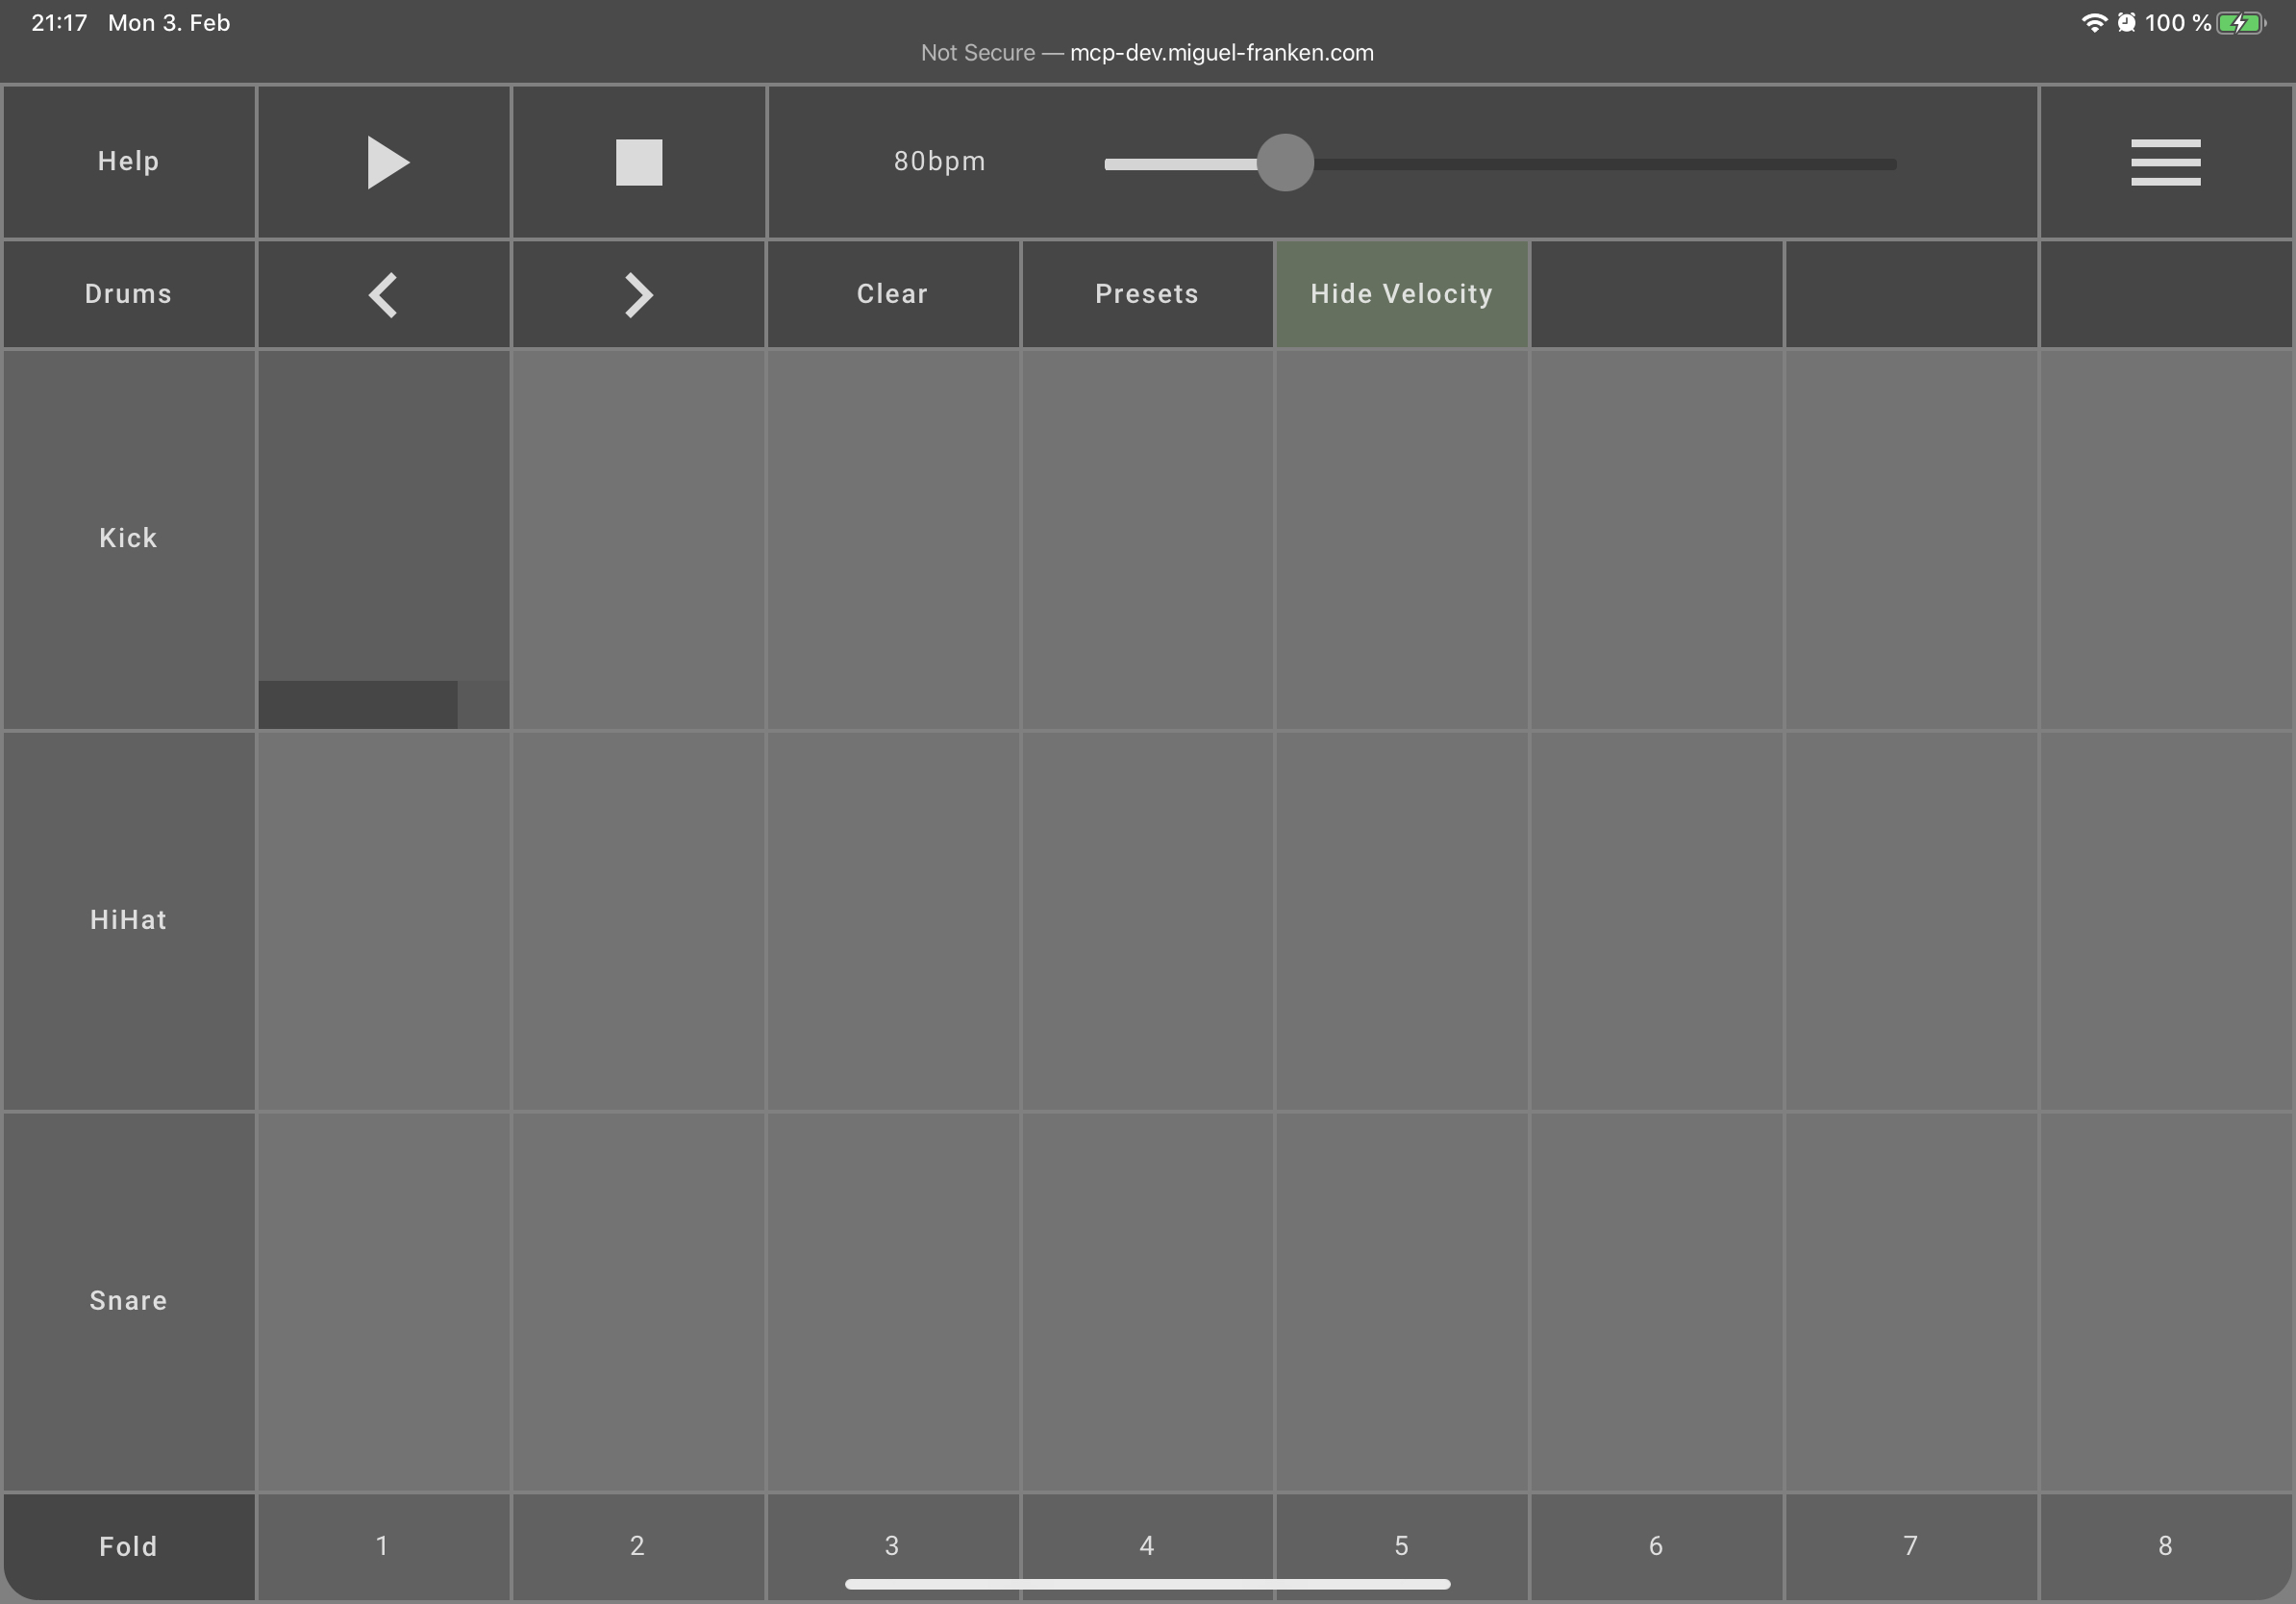 21:17 Mon 3. Feb
100 %
Not Secure — mcp-dev.miguel-franken.com
Help
80bpm
Drums
Clear
Presets
Hide Velocity
Kick
HiHat
Snare
Fold
1 2 3 4 5 6 7 8